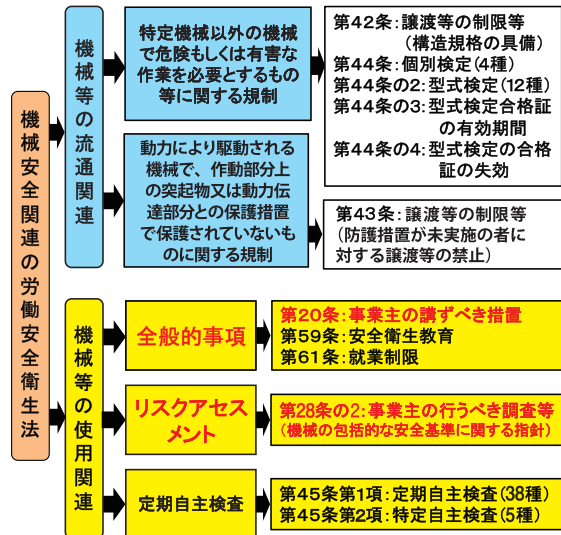 機械安全関連の労働安全衛生法
機械等の流通関連
特定機械以外の機械
で危険もしくは有害な
作業を必要とするもの
等に関する規制
第42条：譲渡等の制限等
（構造規格の具備）
第44条：個別検定（4種）
第44条の2：型式検定（12種）
第44条の3：型式検定合格証
の有効期間
第44条の4：型式検定の合格
証の失効
動力により駆動される
機械で、作動部分上
の突起物又は動力伝
達部分との保護措置
で保護されていないも
のに関する規制
第43条：譲渡等の制限等
（防護措置が未実施の者に
対する譲渡等の禁止）
機械等の使用関連
全般的事項
第20条：事業主の講ずべき措置
第59条：安全衛生教育
第61条：就業制限
リスクアセス
メント
第28条の2：事業主の行うべき調査等
（機械の包括的な安全基準に関する指針）
定期自主検査
第45条第1項：定期自主検査（38種）
第45条第2項：特定自主検査（5種）